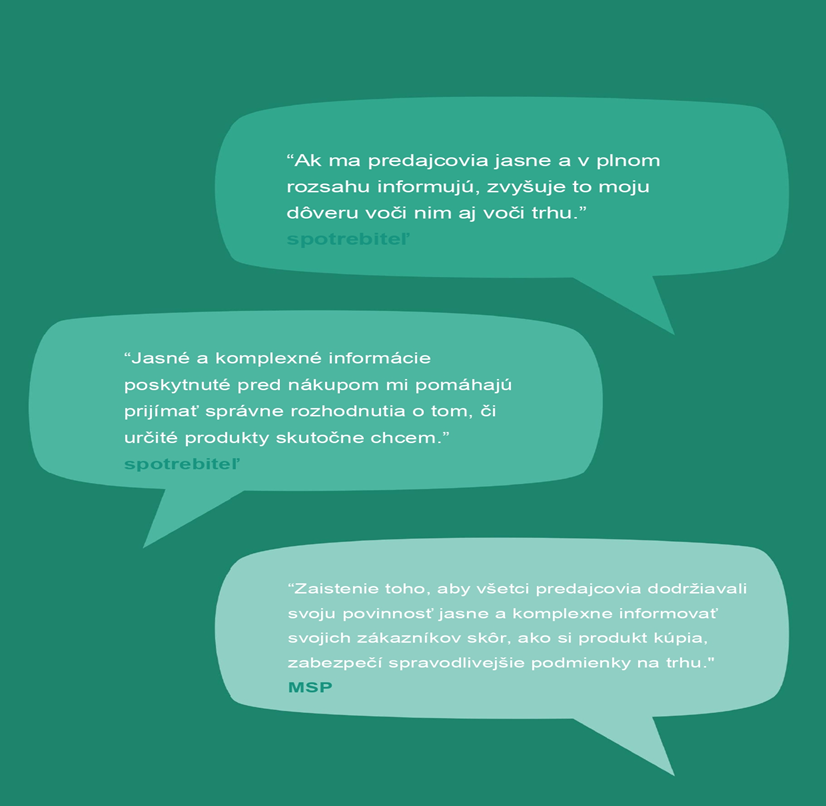 “Ak ma predajcovia jasne a v plnom
rozsahu informujú, zvyšuje to moju
dôveru voči nim aj voči trhu.”
spotrebiteľ
“Jasné a komplexné informácie
poskytnuté pred nákupom mi pomáhajú
prijímať správne rozhodnutia o tom, či
určité produkty skutočne chcem.”
spotrebiteľ
“Zaistenie toho, aby všetci predajcovia dodržiavali
svoju povinnosť jasne a komplexne informovať
svojich zákazníkov skôr, ako si produkt kúpia,
zabezpečí spravodlivejšie podmienky na trhu.”
MSP